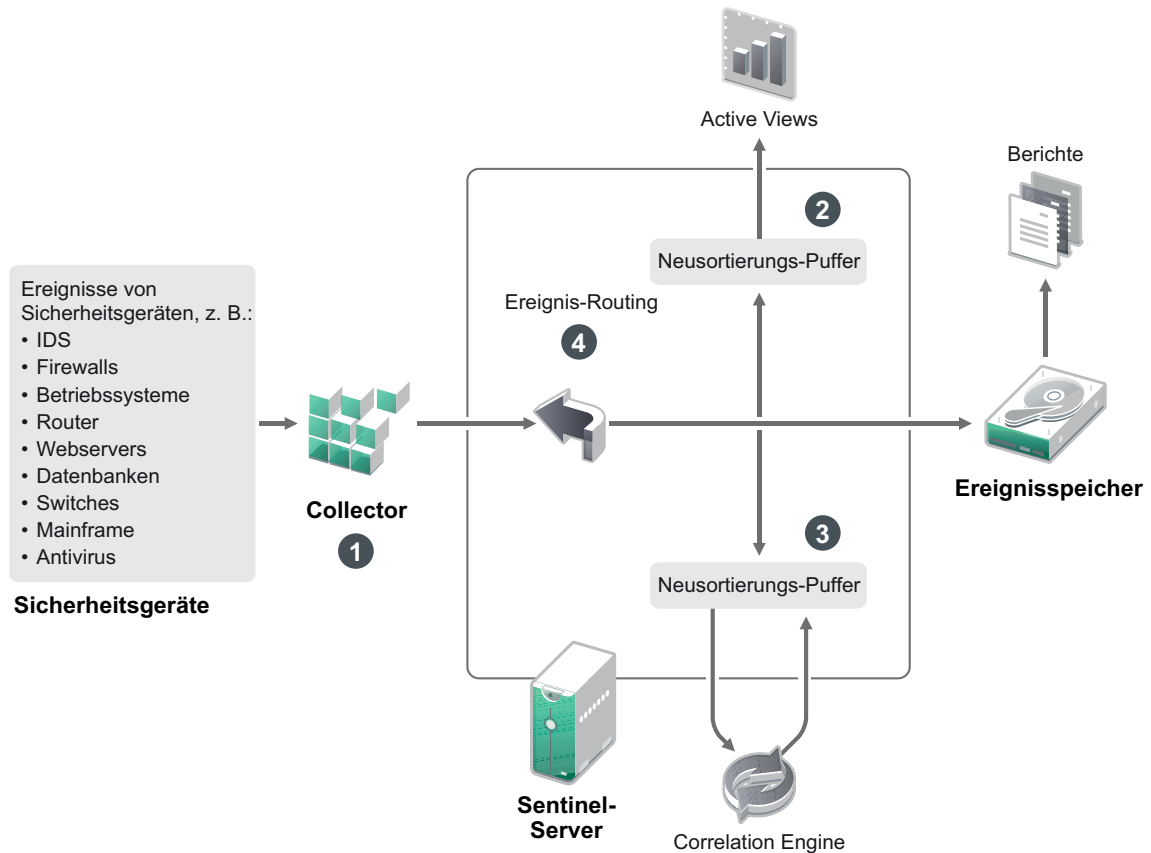 Active Views
Berichte
2
Neusortierungs-Puffer
Ereignisse von
Sicherheitsgeräten, z. B.:
• IDS
• Firewalls
• Betriebssysteme
• Router
• Webservers
• Datenbanken
• Switches
• Mainframe
• Antivirus
Sicherheitsgeräte
Ereignis-Routing
4
Collector
1
Ereignisspeicher
3
Neusortierungs-Puffer
Sentinel-
Server
Correlation Engine